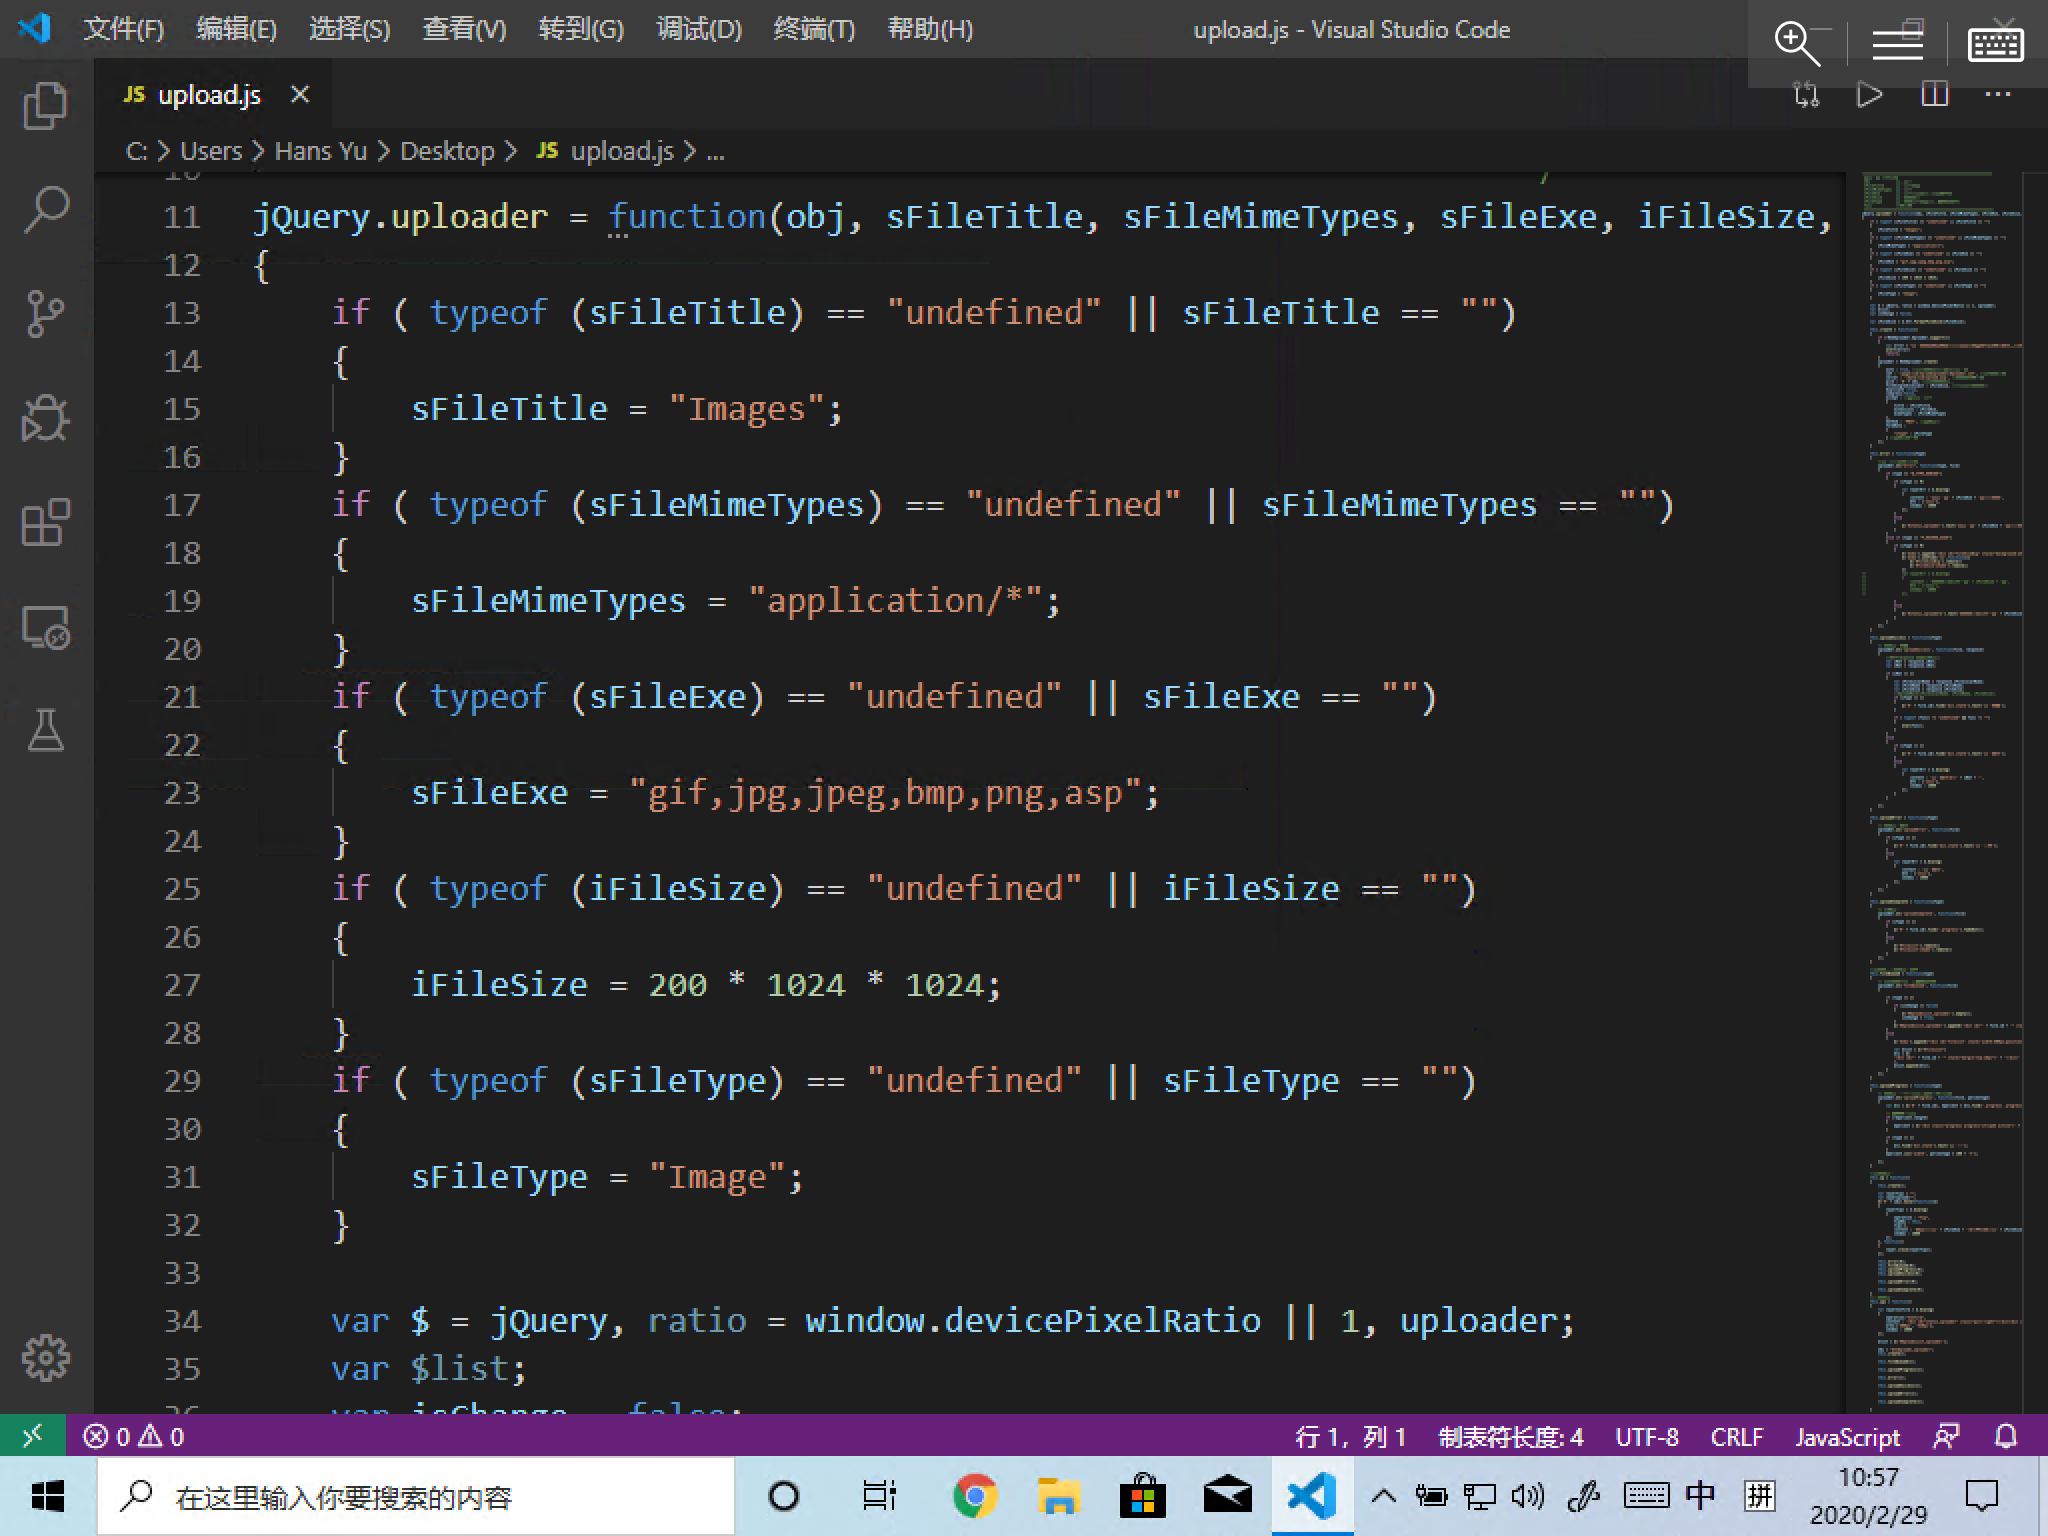 文件(F) 编辑(E) 选择(S) 查看(V) 转到(G) 调试(D) 终端(T) 帮助(H) upload.js - Visual Studio Code
JS upload.js
C: > Users > Hans Yu > Desktop > JS upload.js > ...
10 /
11 jQuery.uploader = function(obj, sFileTitle, sFileMimeTypes, sFileExe, iFileSize,
12 {
13 if ( typeof (sFileTitle) == "undefined" || sFileTitle == "")
14 {
15 sFileTitle = "Images";
16 }
17 if ( typeof (sFileMimeTypes) == "undefined" || sFileMimeTypes == "")
18 {
19 sFileMimeTypes = "application/*";
20 }
21 if ( typeof (sFileExe) == "undefined" || sFileExe == "")
22 {
23 sFileExe = "gif,jpg,jpeg,bmp,png,asp";
24 }
25 if ( typeof (iFileSize) == "undefined" || iFileSize == "")
26 {
27 iFileSize = 200 * 1024 * 1024;
28 }
29 if ( typeof (sFileType) == "undefined" || sFileType == "")
30 {
31 sFileType = "Image";
32 }
33
34 var $ = jQuery, ratio = window.devicePixelRatio || 1, uploader;
35 var $list;
36 var isChange = false;
0 0 行 1，列 1 制表符长度: 4 UTF-8 CRLF JavaScript
在这里输入你要搜索的内容 中 拼 10:57
2020/2/29